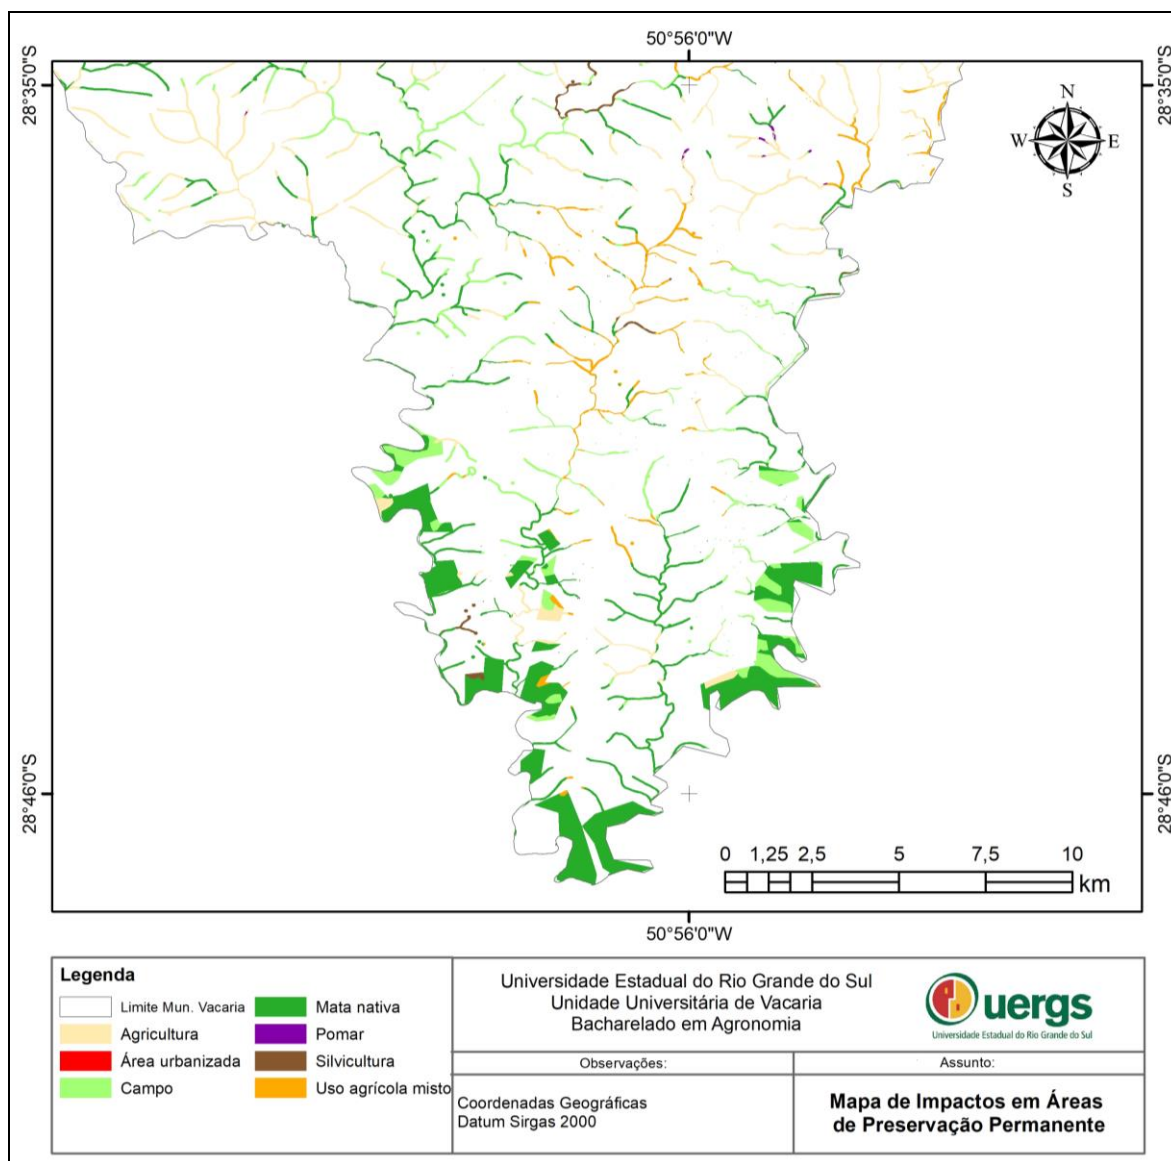 50°56'0"W
28°35'0"S
28°35'0"S
N
W
E
S
28°46'0"S
28°46'0"S
0 1,25 2,5 5 7,5 10
km
50°56'0"W
Legenda
Limite Mun. Vacaria
Agricultura
Área urbanizada
Campo
Mata nativa
Pomar
Silvicultura
Uso agrícola misto
Universidade Estadual do Rio Grande do Sul
Unidade Universitária de Vacaria
Bacharelado em Agronomia
uergs
Universidade Estadual do Rio Grande do Sul
Observações:
Assunto:
Coordenadas Geográficas
Datum Sirgas 2000
Mapa de Impactos em Áreas
de Preservação Permanente